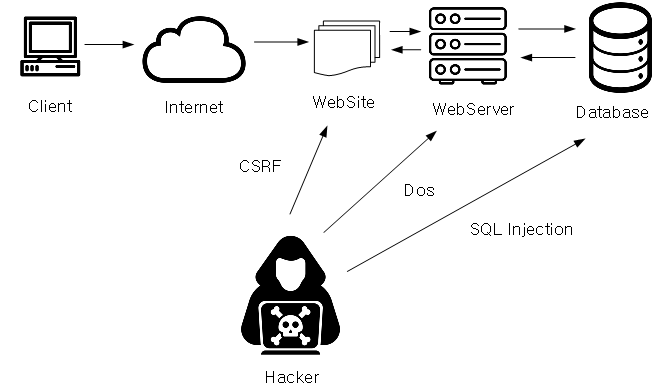 Client
Internet
WebSite
WebServer
Database
CSRF
Dos
SQL Injection
Hacker